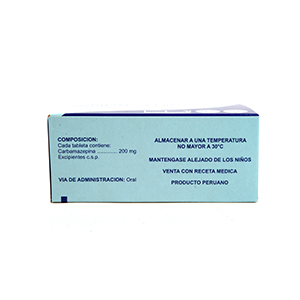 COMPOSICION:
Cada tableta contiene:
Carbamazepina ............ 200 mg
Excipientes c.s.p.
VIA DE ADMINISTRACION: Oral
ALMACENAR A UNA TEMPERATURA
NO MAYOR A 30°C
MANTENGASE ALEJADO DE LOS NIÑOS
VENTA CON RECETA MEDICA
PRODUCTO PERUANO